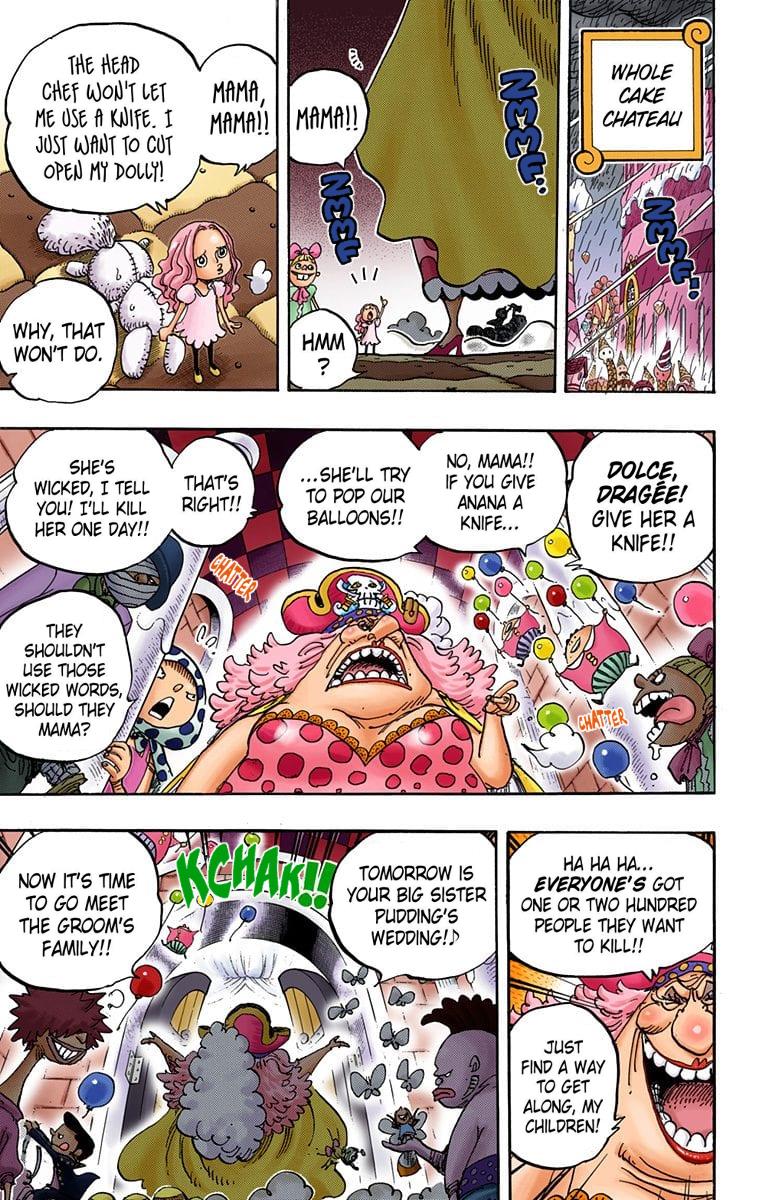 WHOLE
CAKE
CHATEAU
NMMF..
NMMF..
MAMA!!
NMMF
HMM
?
MAMA,
MAMA!!
THE HEAD
CHEF WON'T LET
ME USE A KNIFE. I
JUST WANT TO CUT
OPEN MY DOLLY!
WHY, THAT
WON'T DO.
DOLCE,
DRAGÉE!
GIVE HER A
KNIFE!!
NO, MAMA!!
IF YOU GIVE
ANANA A
KNIFE...
...SHE'LL TRY
TO POP OUR
BALLOONS!!
CHATTER
THAT'S
RIGHT!!
SHE'S
WICKED, I TELL
YOU! I'LL KILL
HER ONE DAY!!
CHATTER
THEY
SHOULDN'T
USE THOSE
WICKED WORDS,
SHOULD THEY
MAMA?
HA HA HA...
EVERYONE'S GOT
ONE OR TWO HUNDRED
PEOPLE THEY WANT
TO KILL!!
JUST
FIND A WAY
TO GET
ALONG, MY
CHILDREN!
TOMORROW IS
YOUR BIG SISTER
PUDDING'S
WEDDING!♪
KCHAK!!
NOW IT'S TIME
TO GO MEET
THE GROOM'S
FAMILY!!